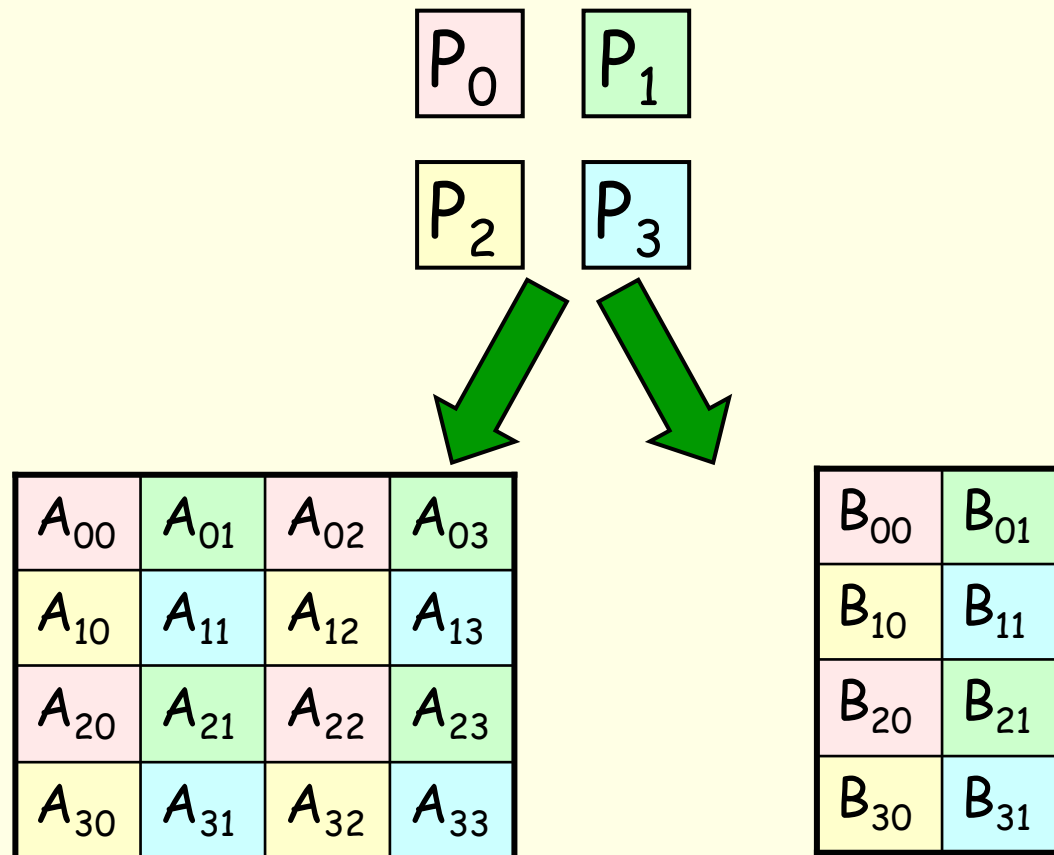 P₀ P₁
P₂ P₃
A₀₀ A₀₁ A₀₂ A₀₃ B₀₀ B₀₁
A₁₀ A₁₁ A₁₂ A₁₃ B₁₀ B₁₁
A₂₀ A₂₁ A₂₂ A₂₃ B₂₀ B₂₁
A₃₀ A₃₁ A₃₂ A₃₃ B₃₀ B₃₁